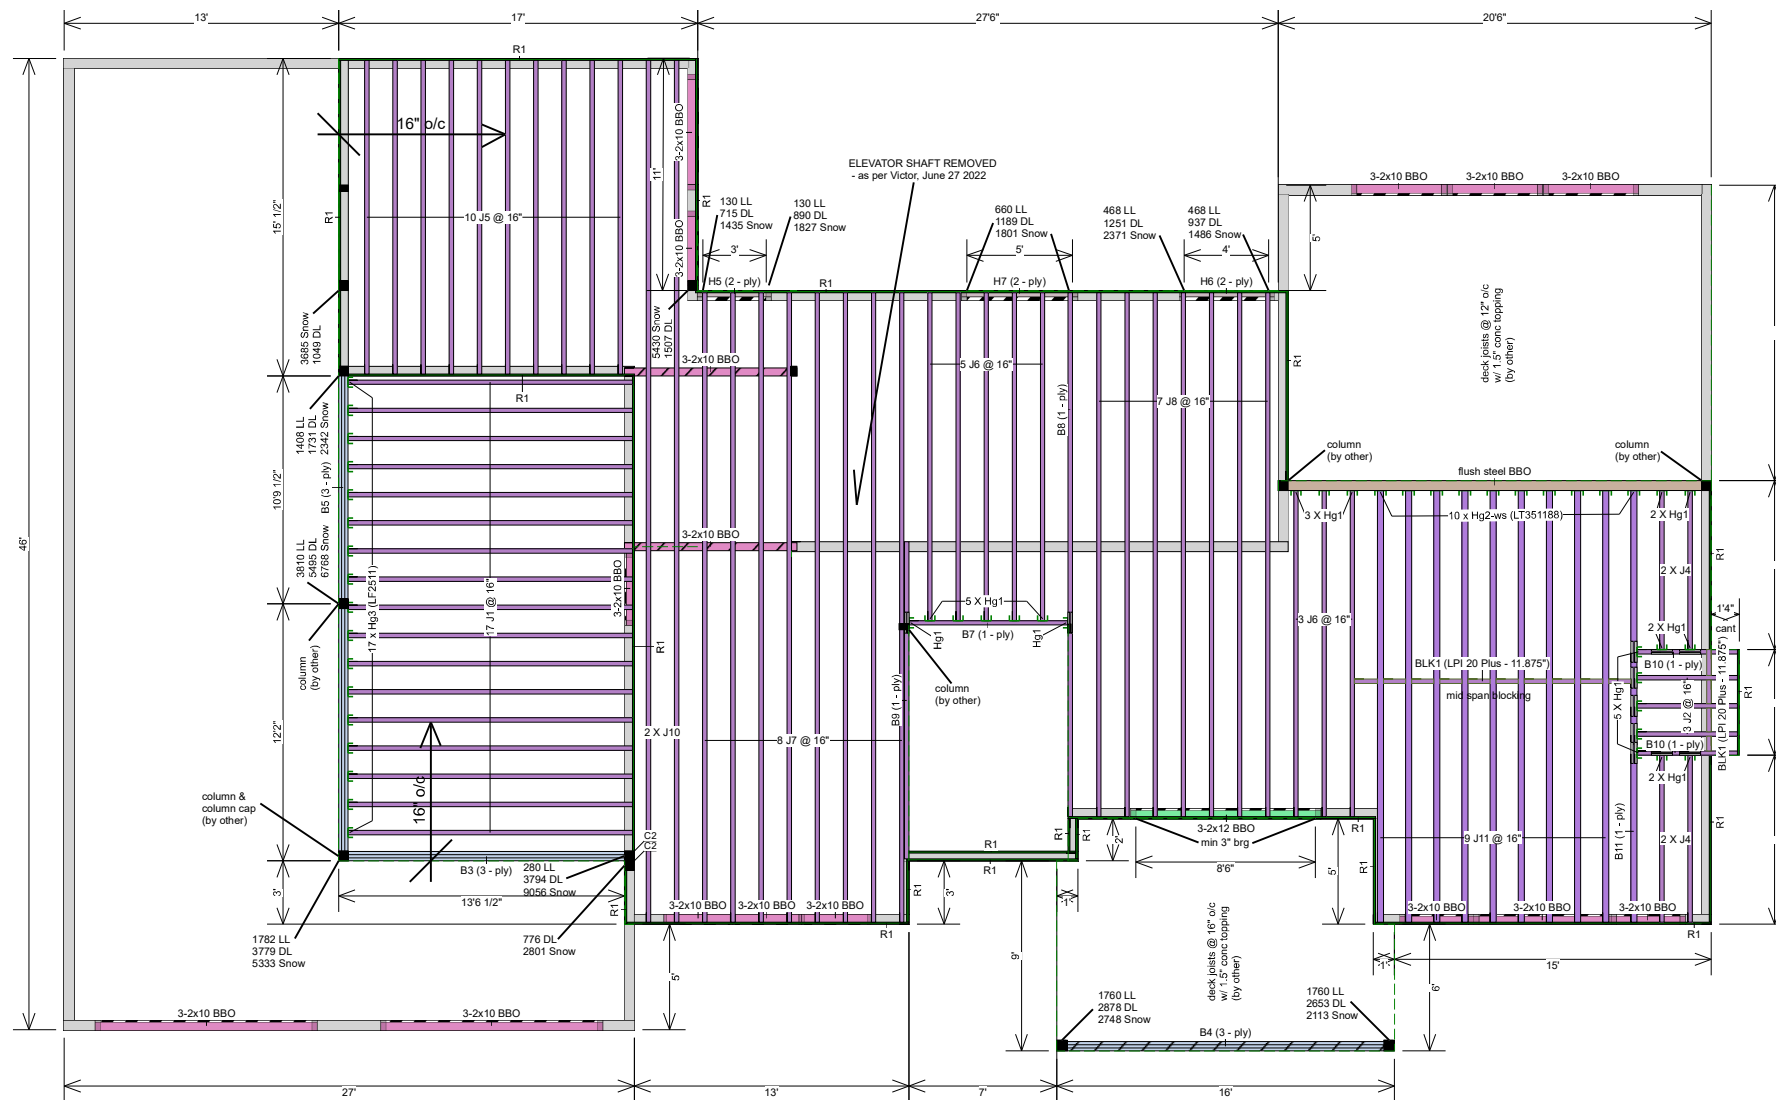 13'
17'
27'6"
20'6"
R1
16" o/c
3-2x10 BBO
11'
15' 1/2"
R1
10 J5 @ 16"
R1
3-2x10 BBO
ELEVATOR SHAFT REMOVED
- as per Victor, June 27 2022
130 LL
715 DL
1435 Snow
130 LL
890 DL
1827 Snow
660 LL
1189 DL
1801 Snow
468 LL
1251 DL
2371 Snow
468 LL
937 DL
1486 Snow
3-2x10 BBO
3-2x10 BBO
3-2x10 BBO
5'
3'
5'
4'
H5 (2 - ply)
R1
H7 (2 - ply)
H6 (2 - ply)
3685 Snow
1049 DL
5430 Snow
1507 DL
3-2x10 BBO
5 J6 @ 16"
B8 (1 - ply)
7 J8 @ 16"
R1
deck joists @ 12" o/c
w/ 1.5" conc topping
(by other)
R1
1408 LL
1731 DL
2342 Snow
B5 (3 - ply)
10'9 1/2"
46'
column
(by other)
column
(by other)
flush steel BBO
3 X Hg1
10 x Hg2-ws (LT351188)
2 X Hg1
3810 LL
5495 DL
6768 Snow
3-2x10 BBO
3-2x10 BBO
17 x Hg3 (LF2511)
17 J1 @ 16"
R1
column
(by other)
5 X Hg1
Hg1
B7 (1 - ply)
Hg1
R1
2 X J4
1'4"
cant
3 J6 @ 16"
2 X Hg1
B10 (1 - ply)
BLK1 (LPI 20 Plus - 11.875")
mid span blocking
5 X Hg1
3 J2 @ 16"
BLK1 (LPI 20 Plus - 11.875")
R1
B10 (1 - ply)
2 X Hg1
column
(by other)
B9 (1 - ply)
12'2"
2 X J10
8 J7 @ 16"
16" o/c
column &
column cap
(by other)
C2
C2
B3 (3 - ply)
280 LL
3794 DL
9056 Snow
3'
13'6 1/2"
R1
R1
R1
R1
R1
2'
3-2x12 BBO
min 3" brg
R1
8'6"
5'
R1
9 J11 @ 16"
B11 (1 - ply)
2 X J4
R1
R1
3'
1'
3-2x10 BBO
3-2x10 BBO
3-2x10 BBO
R1
3-2x10 BBO
3-2x10 BBO
3-2x10 BBO
R1
1782 LL
3779 DL
5333 Snow
776 DL
2801 Snow
5'
9'
deck joists @ 16" o/c
w/ 1.5" conc topping
(by other)
1'
15'
6'
1760 LL
2878 DL
2748 Snow
1760 LL
2653 DL
2113 Snow
B4 (3 - ply)
3-2x10 BBO
3-2x10 BBO
27'
13'
7'
16'